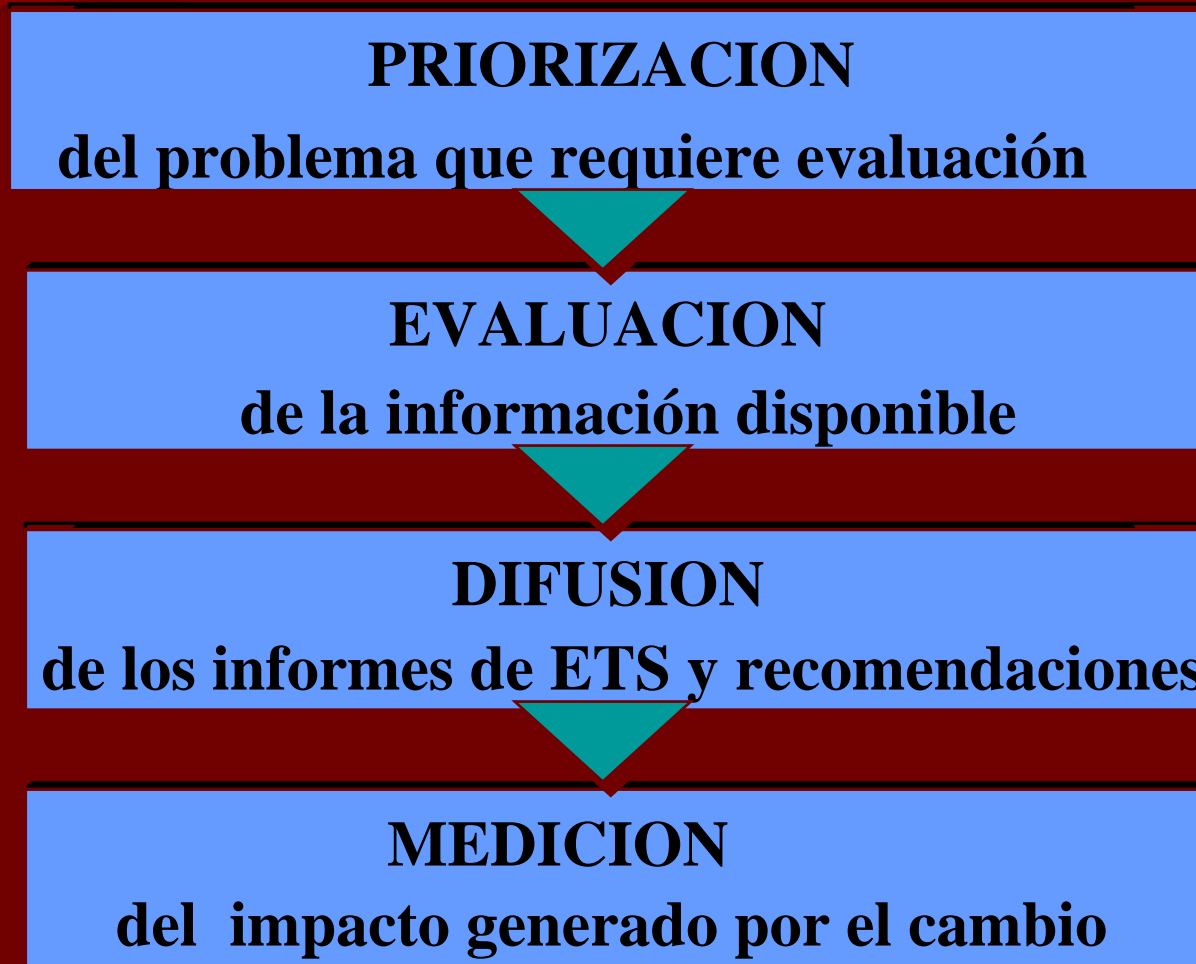 PRIORIZACION
del problema que requiere evaluación
EVALUACION
de la información disponible
DIFUSION
de los informes de ETS y recomendaciones
MEDICION
del impacto generado por el cambio